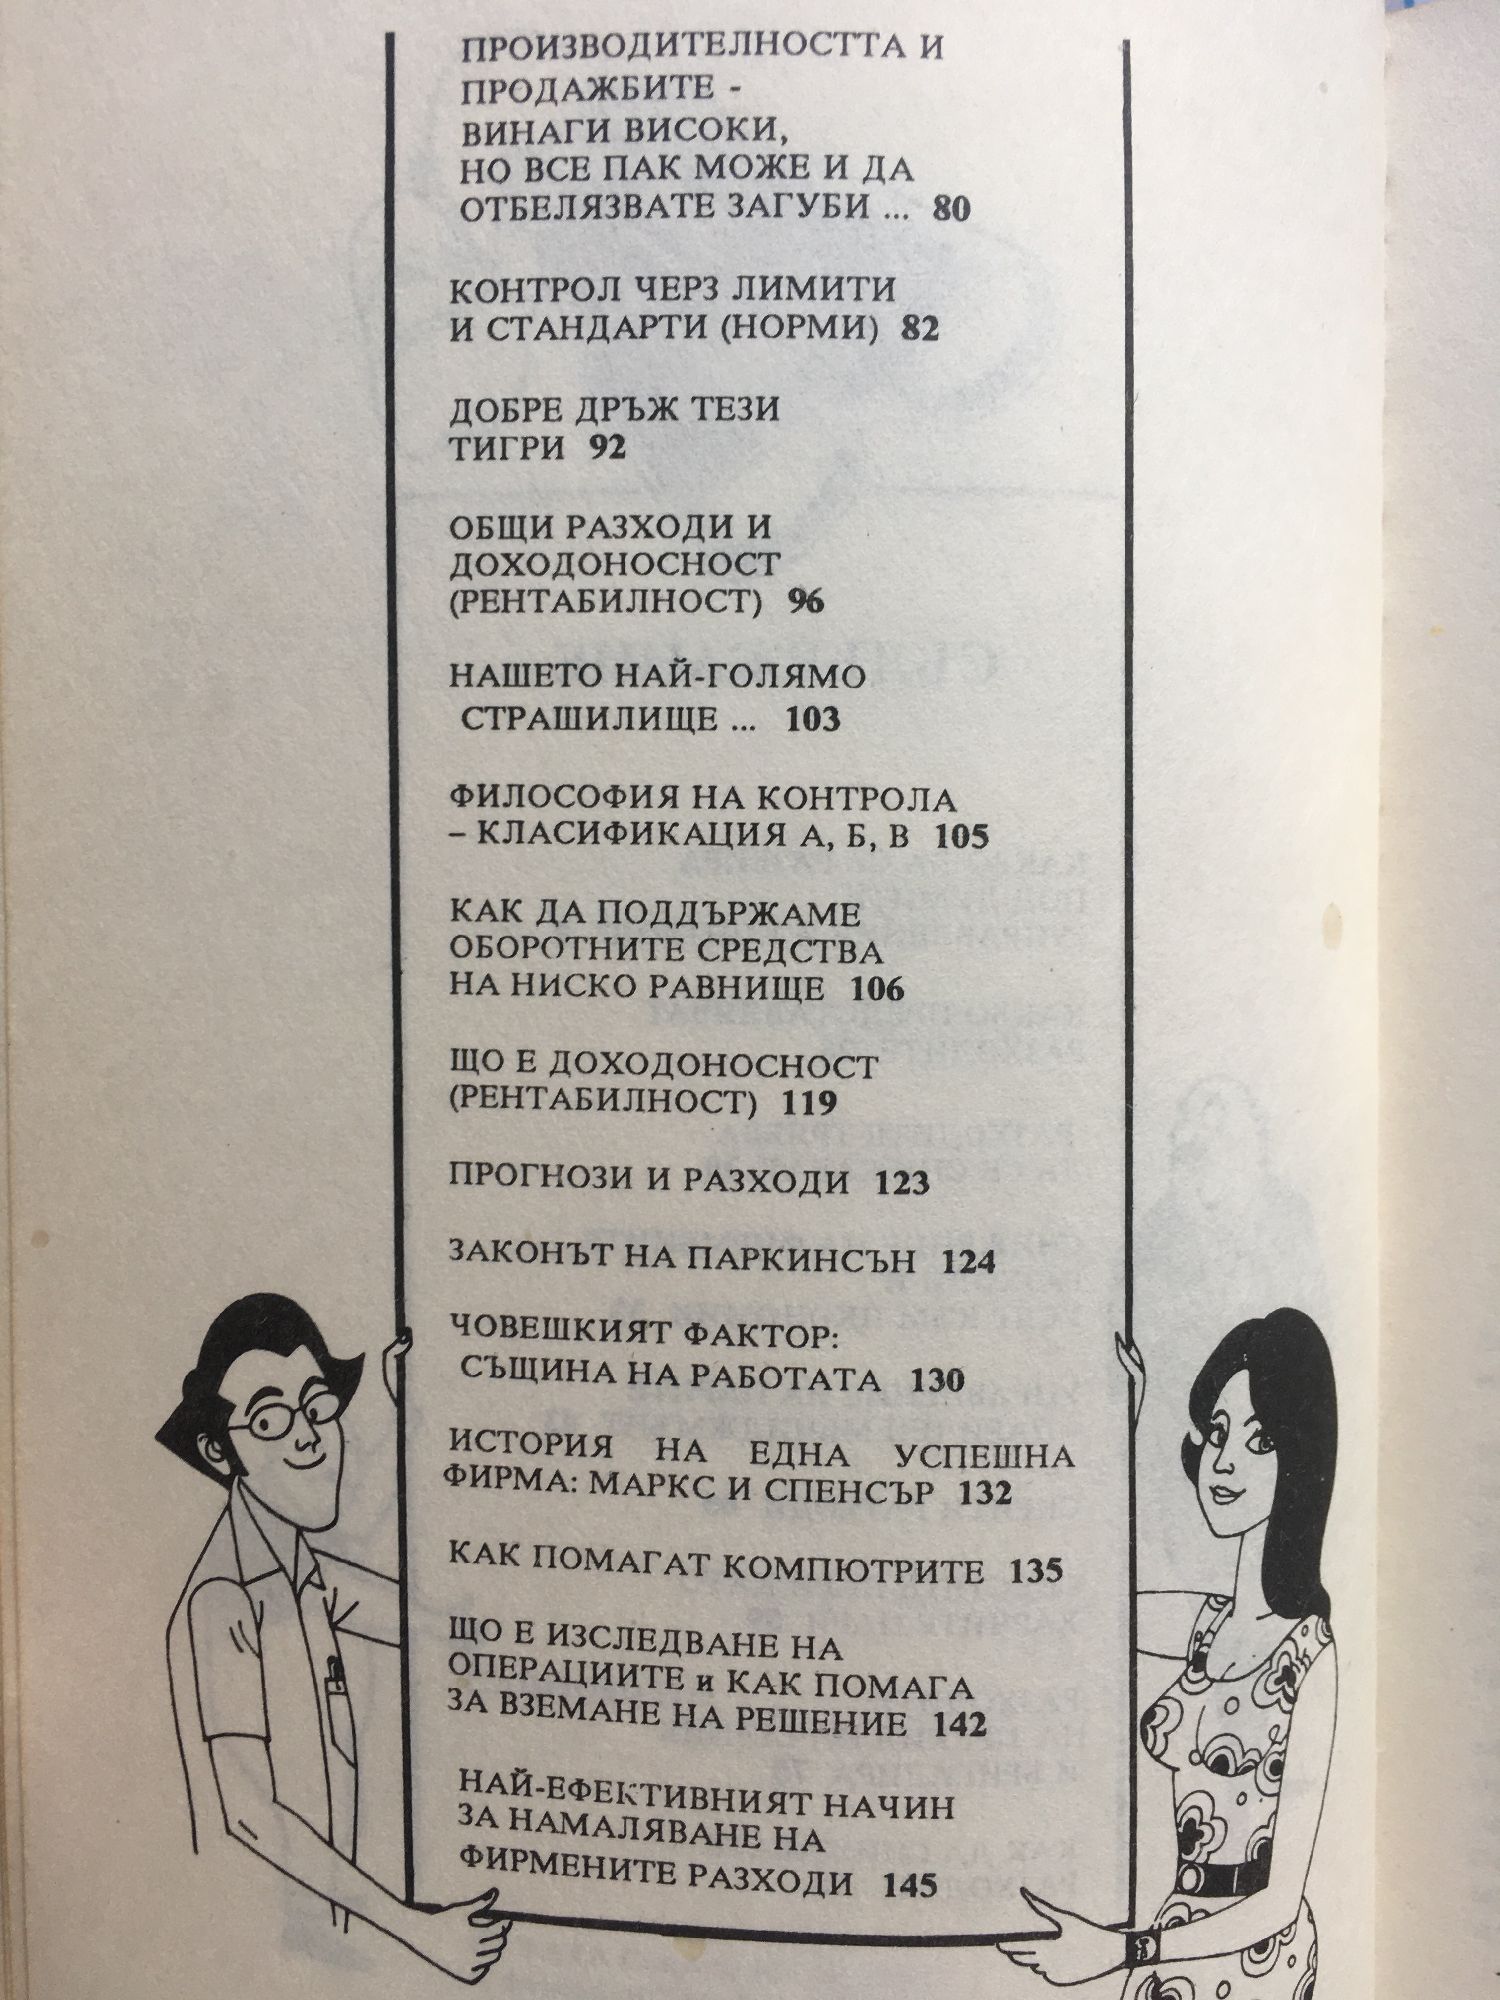 ПРОИЗВОДИТЕЛНОСТТА И
ПРОДАЖБИТЕ -
ВИНАГИ ВИСОКИ,
НО ВСЕ ПАК МОЖЕ И ДА
ОТБЕЛЯЗВАТЕ ЗАГУБИ ... 80
КОНТРОЛ ЧЕРЗ ЛИМИТИ
И СТАНДАРТИ (НОРМИ) 82
ДОБРЕ ДРЪЖ ТЕЗИ
ТИГРИ 92
ОБЩИ РАЗХОДИ И
ДОХОДОНОСНОСТ
(РЕНТАБИЛНОСТ) 96
НАШЕТО НАЙ-ГОЛЯМО
СТРАШИЛИЩЕ ... 103
ФИЛОСОФИЯ НА КОНТРОЛА
– КЛАСИФИКАЦИЯ А, Б, В 105
КАК ДА ПОДДЪРЖАМЕ
ОБОРОТНИТЕ СРЕДСТВА
НА НИСКО РАВНИЩЕ 106
ЩО Е ДОХОДОНОСНОСТ
(РЕНТАБИЛНОСТ) 119
ПРОГНОЗИ И РАЗХОДИ 123
ЗАКОНЪТ НА ПАРКИНСЪН 124
ЧОВЕШКИЯТ ФАКТОР:
СЪЩИНА НА РАБОТАТА 130
ИСТОРИЯ НА ЕДНА УСПЕШНА
ФИРМА: МАРКС И СПЕНСЪР 132
КАК ПОМАГАТ КОМПЮТРИТЕ 135
ЩО Е ИЗСЛЕДВАНЕ НА
ОПЕРАЦИИТЕ и КАК ПОМАГА
ЗА ВЗЕМАНЕ НА РЕШЕНИЕ 142
НАЙ-ЕФЕКТИВНИЯТ НАЧИН
ЗА НАМАЛЯВАНЕ НА
ФИРМЕНИТЕ РАЗХОДИ 145